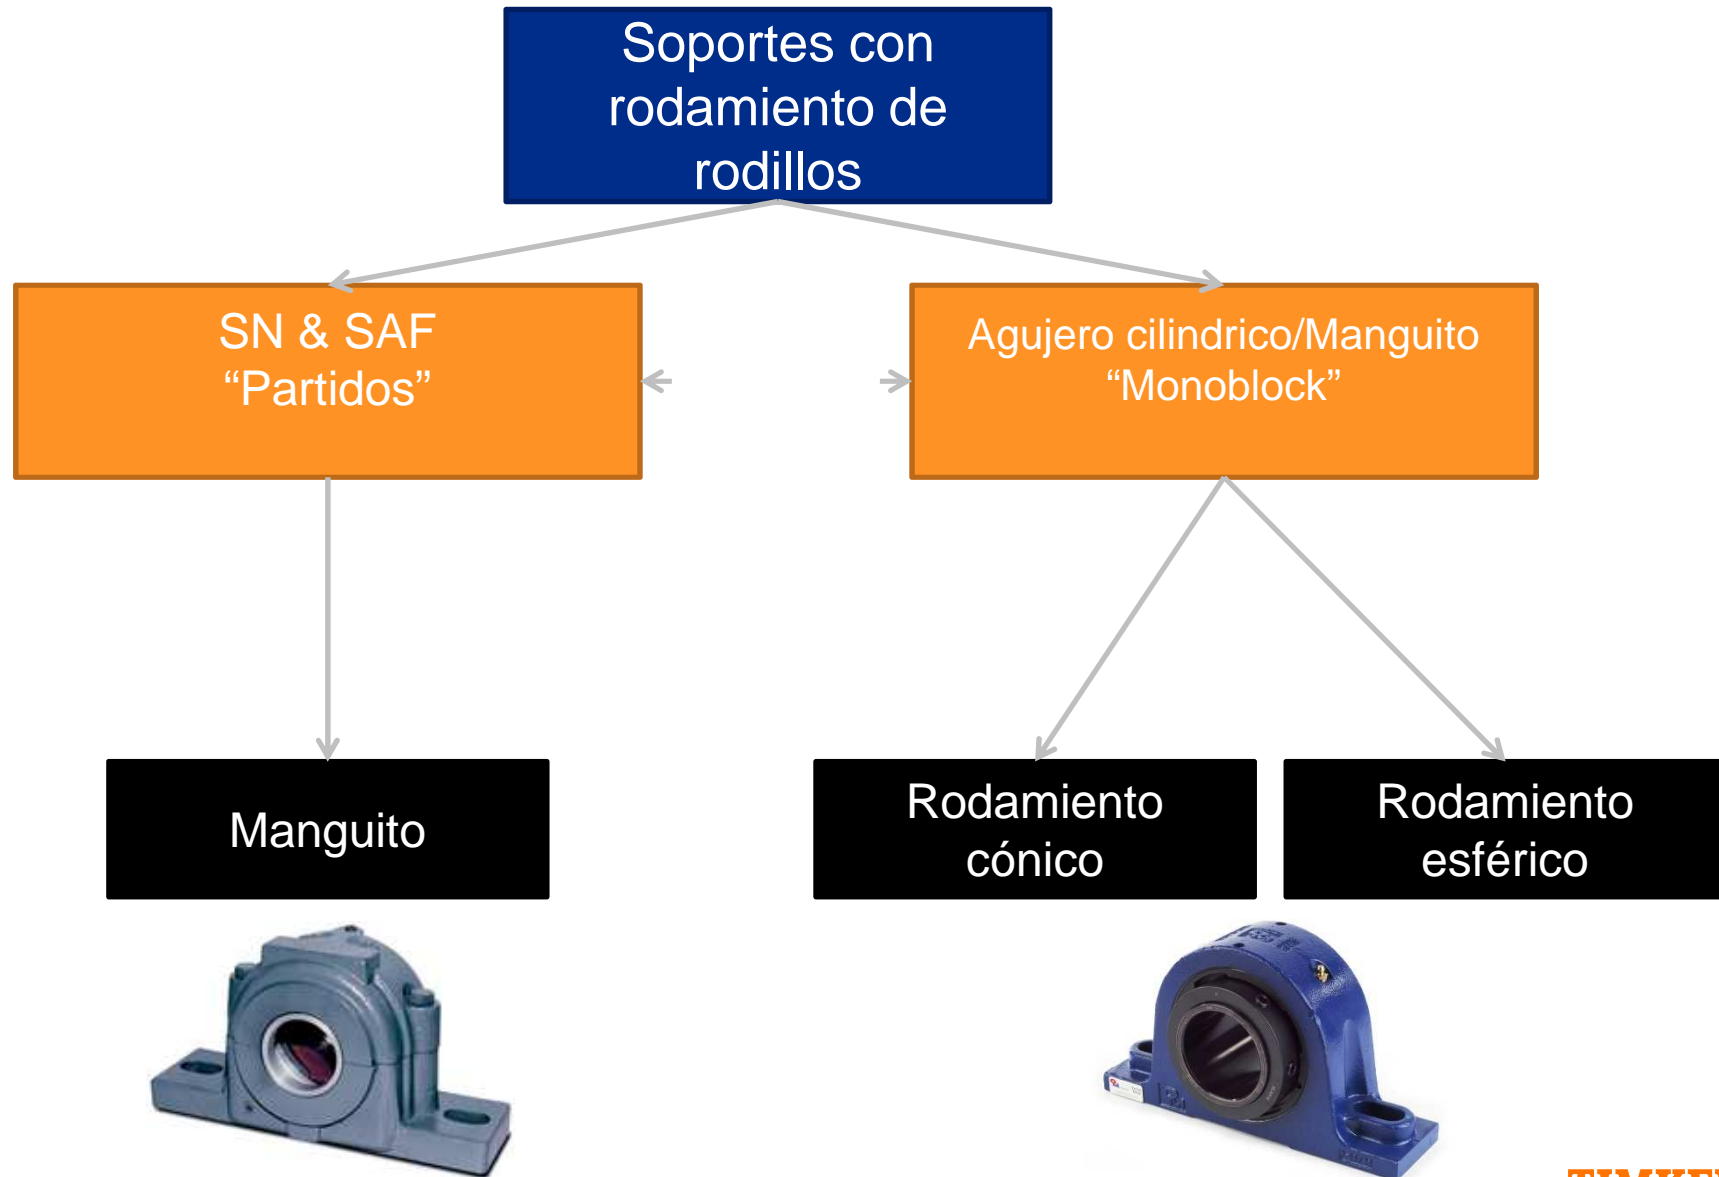 Soportes con
rodamiento de
rodillos
SN & SAF
“Partidos”
Agujero cilindrico/Manguito
“Monoblock”
Manguito
Rodamiento
cónico
Rodamiento
esférico